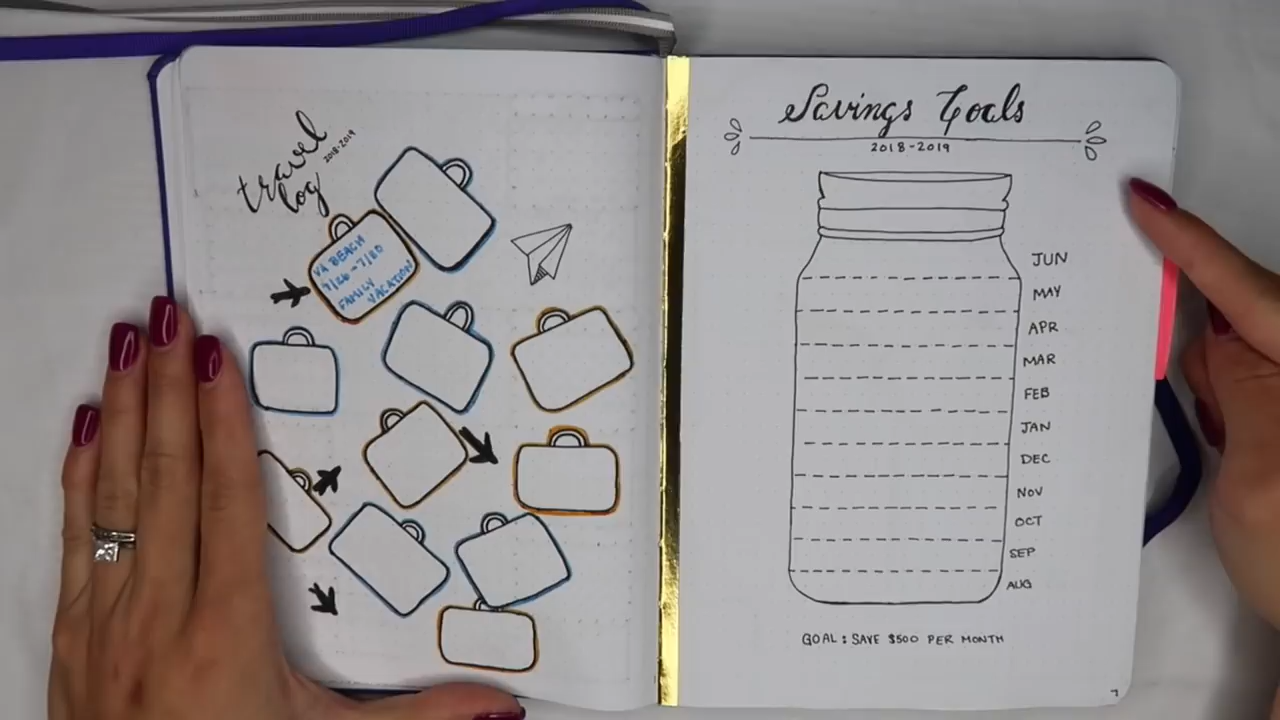 travel
log
2018-2019
VA BEACH
7/26-7/30
FAMILY
VACATION
Savings Goals
2018-2019
JUN
MAY
APR
MAR
FEB
JAN
DEC
NOV
OCT
SEP
AUG
GOAL: SAVE $500 PER MONTH
7